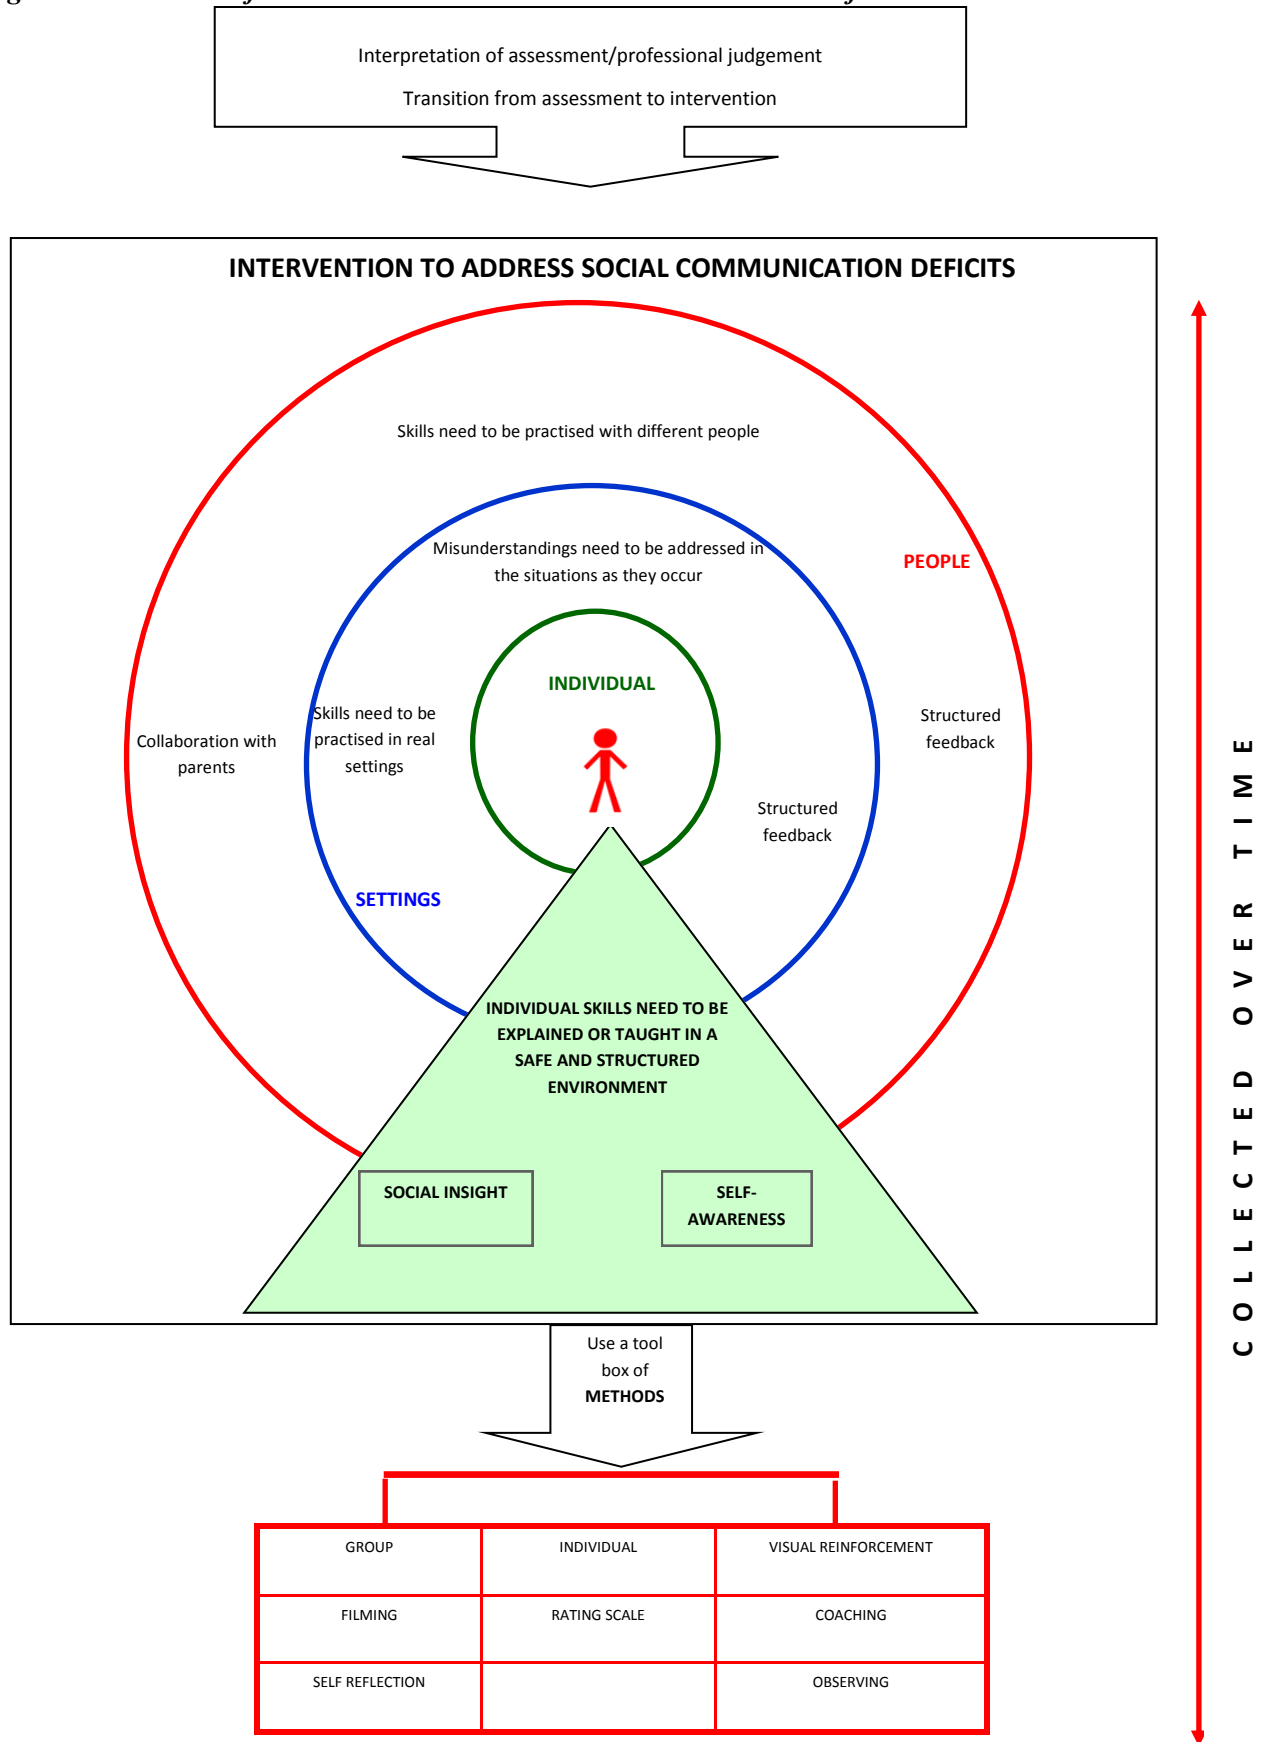 Interpretation of assessment/professional judgement
Transition from assessment to intervention
INTERVENTION TO ADDRESS SOCIAL COMMUNICATION DEFICITS
Skills need to be practised with different people
Misunderstandings need to be addressed in
the situations as they occur
PEOPLE
INDIVIDUAL
Collaboration with
parents
Skills need to be
practised in real
settings
Structured
feedback
Structured
feedback
SETTINGS
INDIVIDUAL SKILLS NEED TO BE
EXPLAINED OR TAUGHT IN A
SAFE AND STRUCTURED
ENVIRONMENT
SOCIAL INSIGHT
SELF-
AWARENESS
COLLECTED OVER TIME
Use a tool
box of
METHODS
GROUP
INDIVIDUAL
VISUAL REINFORCEMENT
FILMING
RATING SCALE
COACHING
SELF REFLECTION
OBSERVING